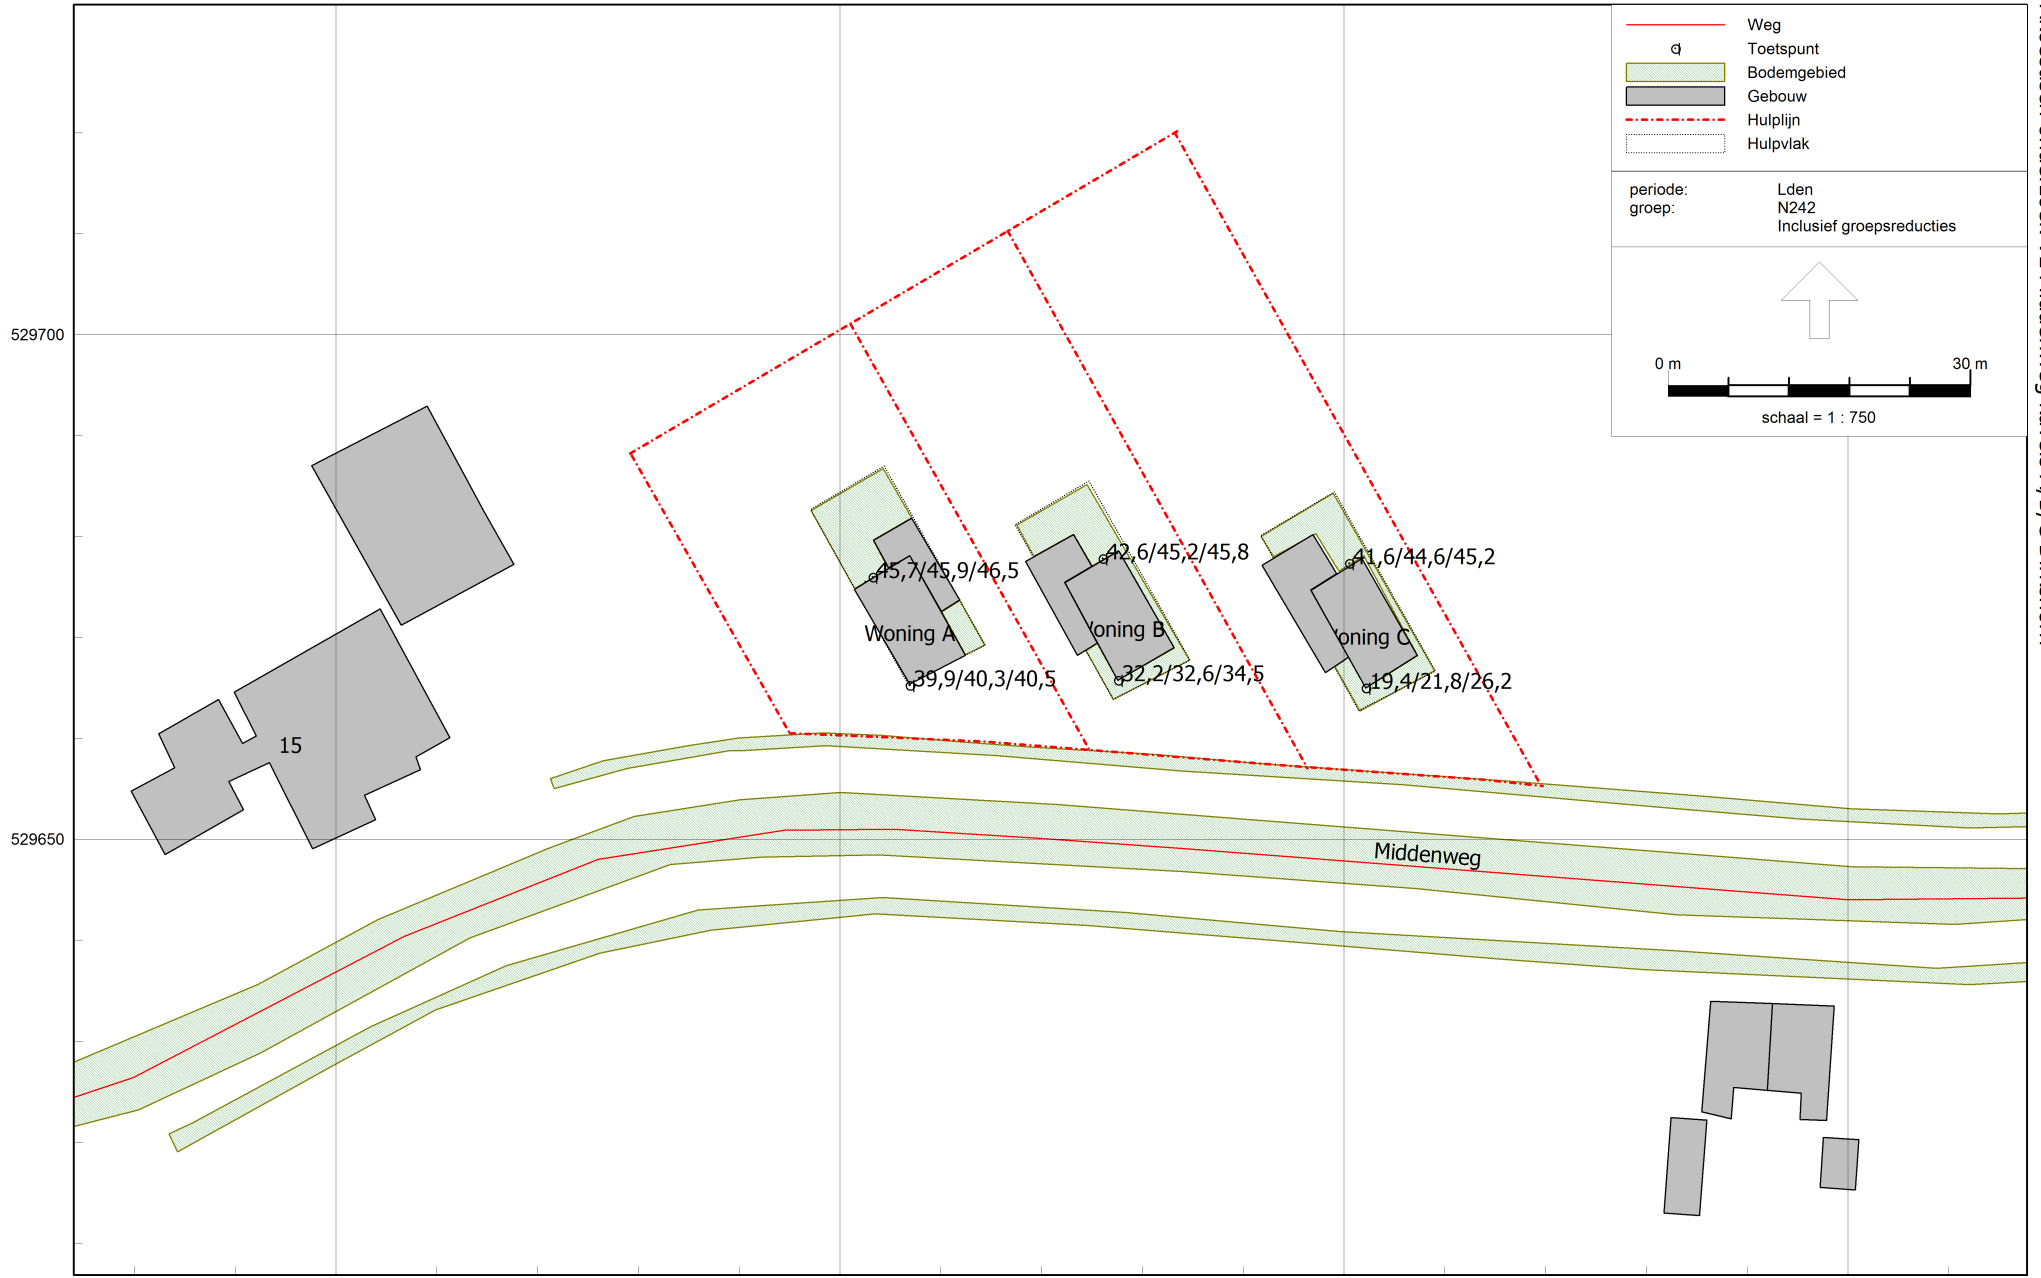 Weg
Toetspunt
Bodemgebied
Gebouw
Hulplijn
Hulpvlak
periode: Lden
groep: N242
Inclusief groepsreducties
0 m 30 m
schaal = 1 : 750
529700
42,6/45,2/45,8
41,6/44,6/45,2
45,7/45,9/46,5
Woning A
oning B
oning C
39,9/40,3/40,5
32,2/32,6/34,5
19,4/21,8/26,2
15
529650
Middenweg